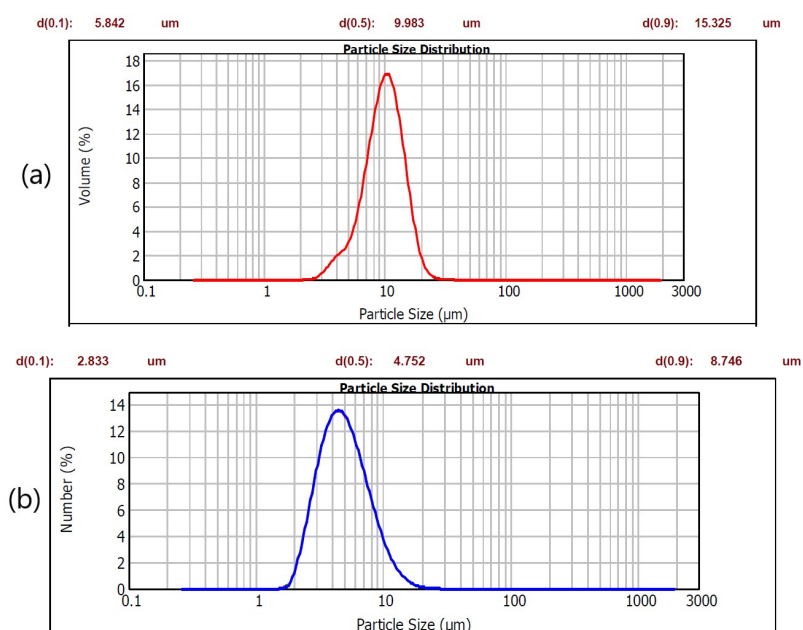 d(0.1): 5.842 um d(0.5): 9.983 um d(0.9): 15.325 um
Particle Size Distribution
18
16
14
12
10
8
6
4
2
0
Volume (%)
(a)
0.1 1 10 100 1000 3000
Particle Size (µm)
d(0.1): 2.833 um d(0.5): 4.752 um d(0.9): 8.746 um
Particle Size Distribution
14
12
10
8
6
4
2
0
Number (%)
(b)
0.1 1 10 100 1000 3000
Particle Size (µm)